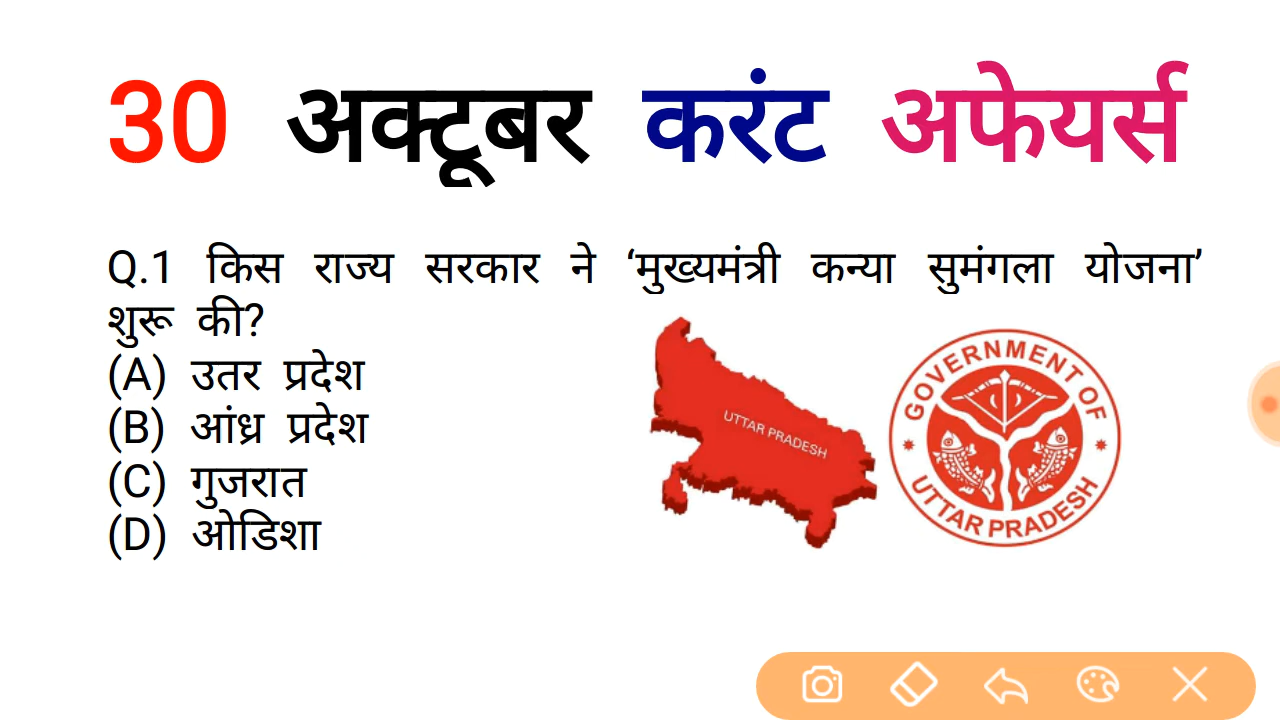 30 अक्टूबर करंट अफेयर्स
Q.1 किस राज्य सरकार ने ‘मुख्यमंत्री कन्या सुमंगला योजना’
शुरू की?
(A) उतर प्रदेश
(B) आंध्र प्रदेश
(C) गुजरात
(D) ओडिशा
UTTAR PRADESH
GOVERNMENT OF
UTTAR PRADESH